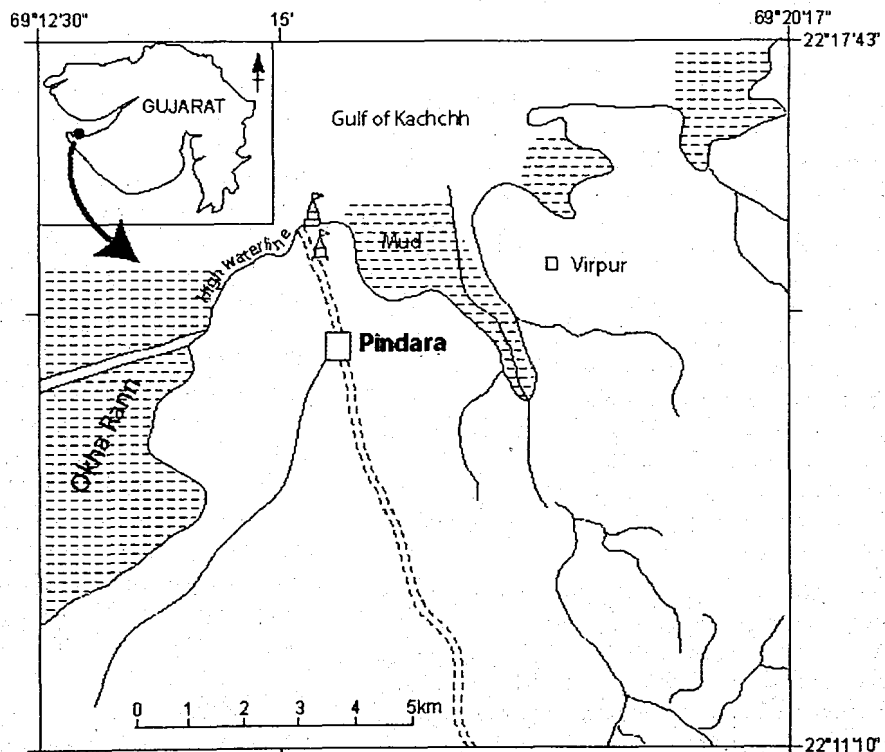 69°12'30" 15' 69°20'17"
22°17'43"
GUJARAT
Gulf of Kachchh
High Waterline
Mud
Virpur
Pindara
Okha Rann
0 1 2 3 4 5km
22°11'10"